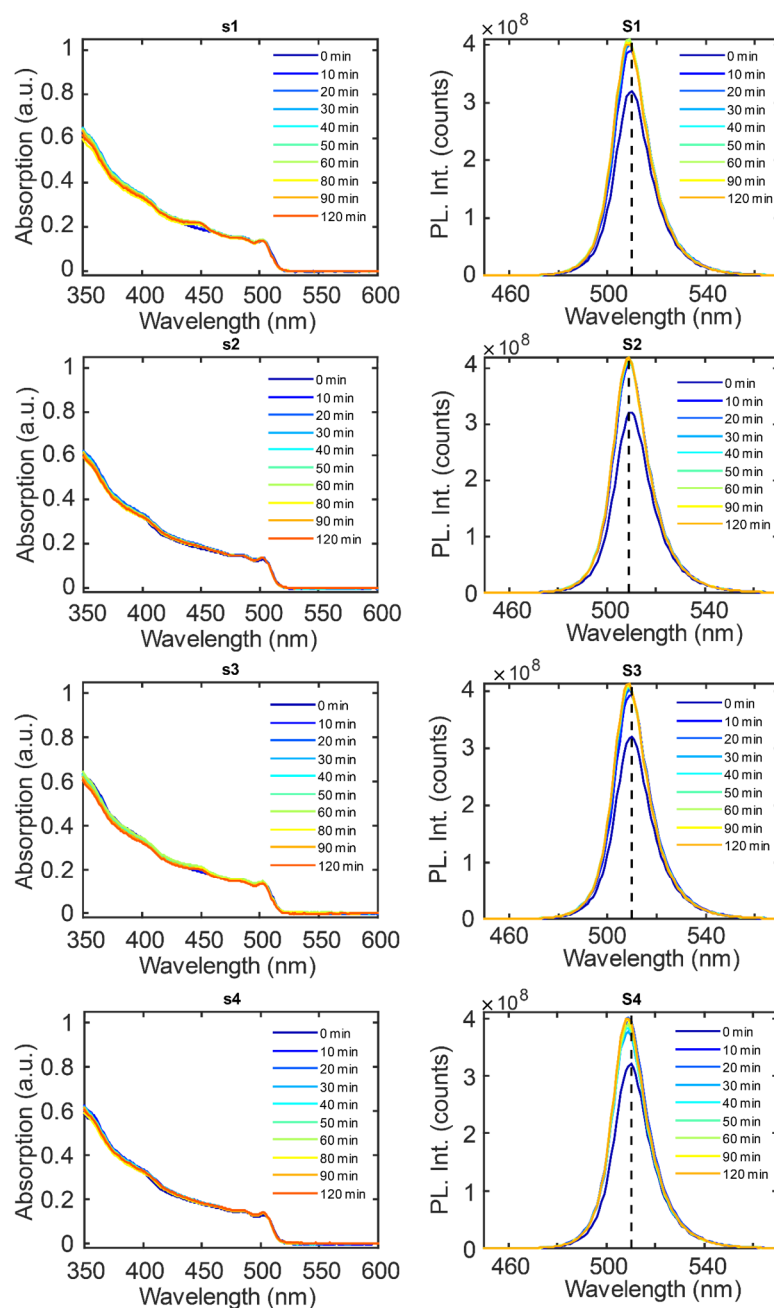 s1
Absorption (a.u.)
1
0.8
0.6
0.4
0.2
0
350 400 450 500 550 600
Wavelength (nm)
0 min
10 min
20 min
30 min
40 min
50 min
60 min
80 min
90 min
120 min
S1
×10⁸
PL. Int. (counts)
4
2
0
460 500 540
Wavelength (nm)
0 min
10 min
20 min
30 min
40 min
50 min
60 min
90 min
120 min
s2
Absorption (a.u.)
1
0.8
0.6
0.4
0.2
0
350 400 450 500 550 600
Wavelength (nm)
0 min
10 min
20 min
30 min
40 min
50 min
60 min
80 min
90 min
120 min
S2
×10⁸
PL. Int. (counts)
4
2
0
460 500 540
Wavelength (nm)
0 min
10 min
20 min
30 min
40 min
50 min
60 min
90 min
120 min
s3
Absorption (a.u.)
1
0.8
0.6
0.4
0.2
0
350 400 450 500 550 600
Wavelength (nm)
0 min
10 min
20 min
30 min
40 min
50 min
60 min
80 min
90 min
120 min
S3
×10⁸
PL. Int. (counts)
4
2
0
460 500 540
Wavelength (nm)
0 min
10 min
20 min
30 min
40 min
50 min
60 min
90 min
120 min
s4
Absorption (a.u.)
1
0.8
0.6
0.4
0.2
0
350 400 450 500 550 600
Wavelength (nm)
0 min
10 min
20 min
30 min
40 min
50 min
60 min
80 min
90 min
120 min
S4
×10⁸
PL. Int. (counts)
4
2
0
460 500 540
Wavelength (nm)
0 min
10 min
20 min
30 min
40 min
50 min
60 min
90 min
120 min